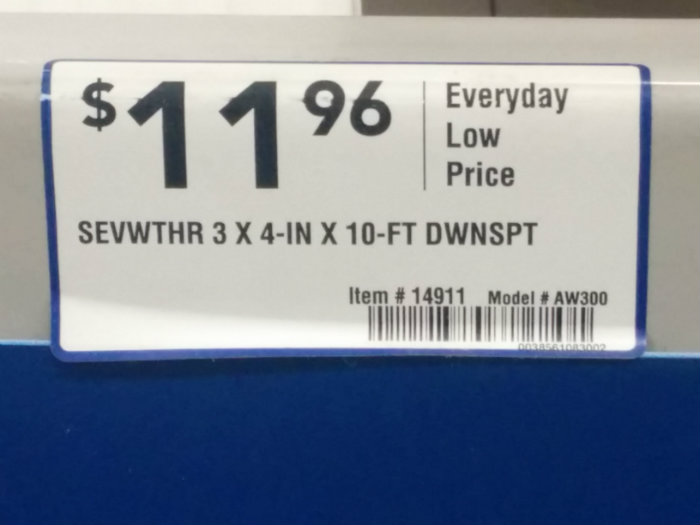 $11 96
Everyday
Low
Price
SEVWTHR 3 X 4-IN X 10-FT DWNSPT
Item # 14911 Model # AW300